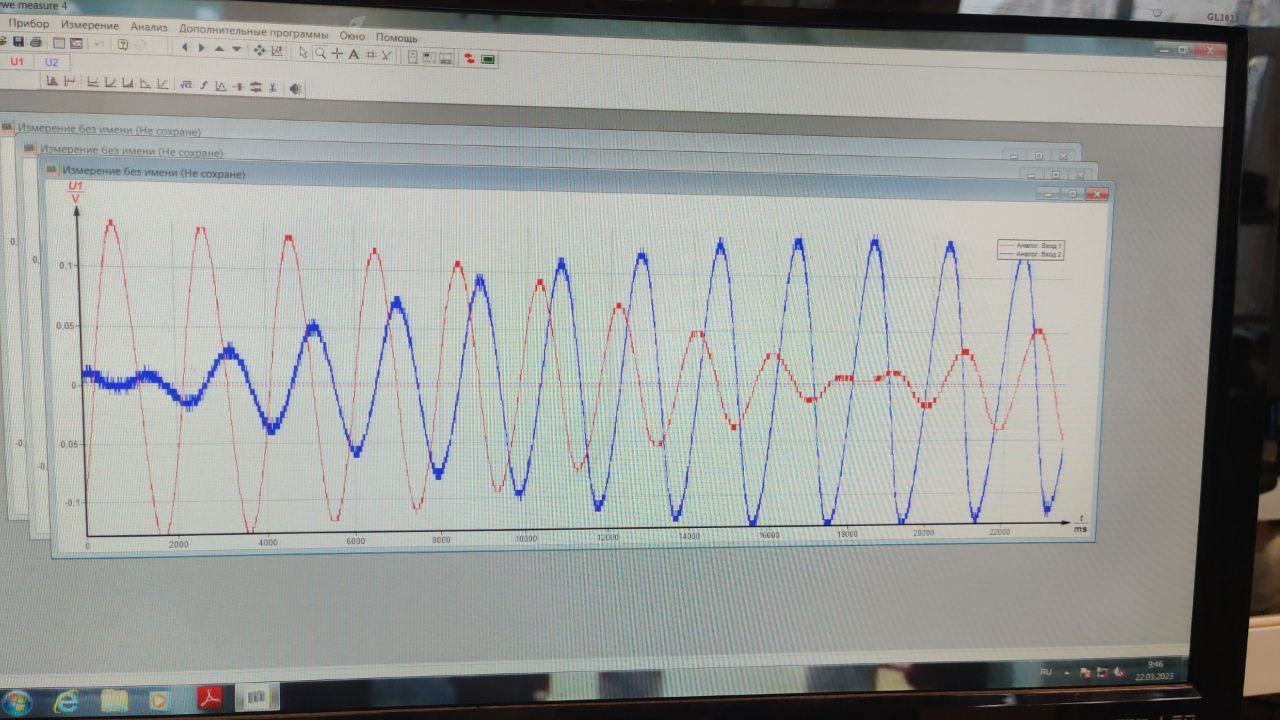 we measure 4
GL2023
Прибор Измерение Анализ Дополнительные программы Окно Помощь
U1 U2
Измерение без имени (Не сохране)
Измерение без имени (Не сохране)
Измерение без имени (Не сохране)
U1
V
Аналог. Вход 1
Аналог. Вход 2
0,1
0,05
0
-0,05
-0,1
0 2000 4000 6000 8000 10000 12000 14000 16000 18000 20000 22000
t
ms
RU
9:46
22.03.2023